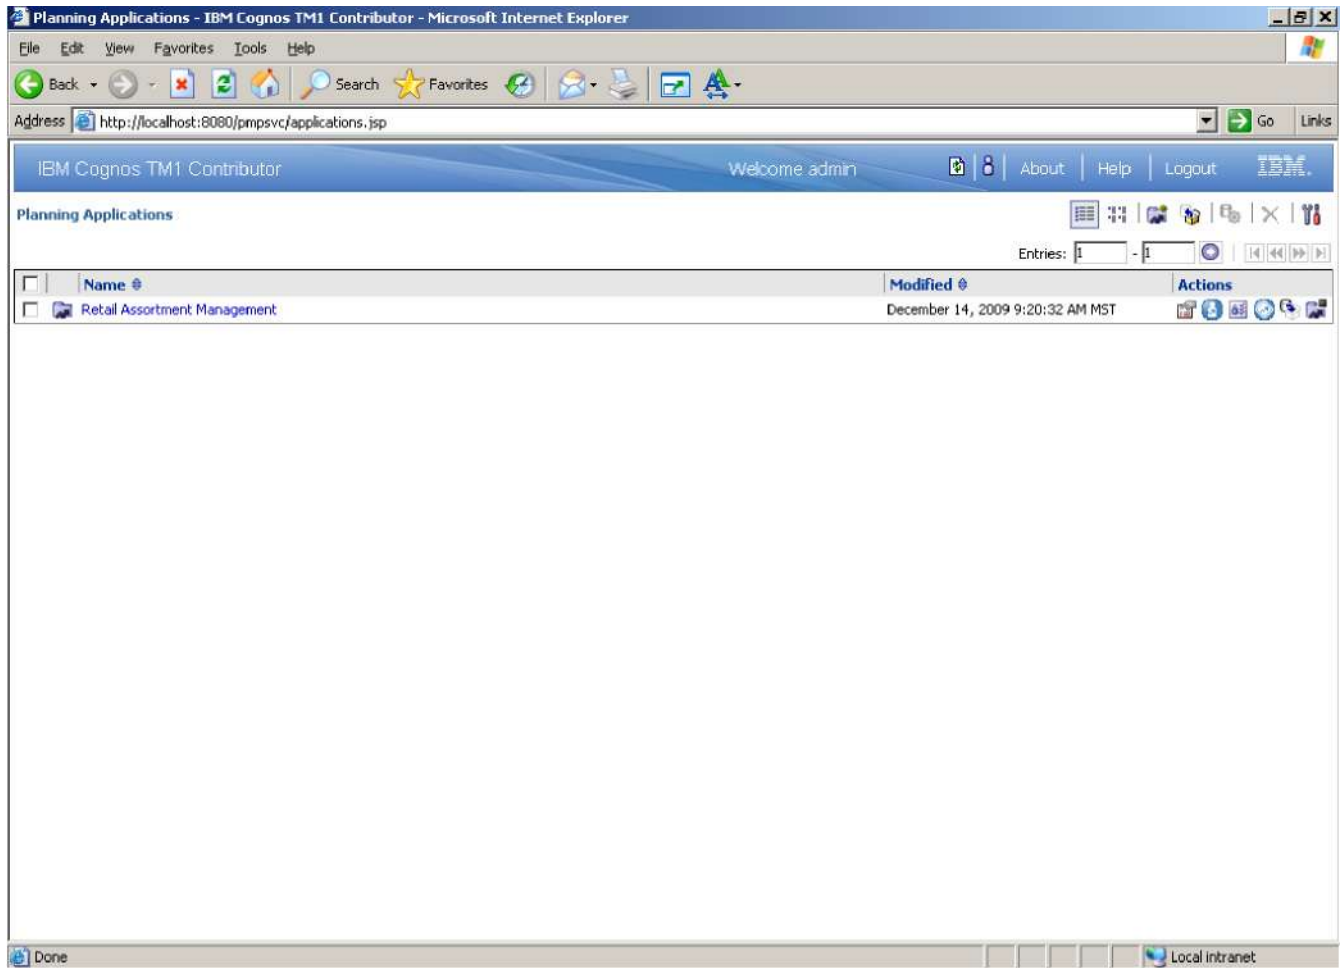 Planning Applications - IBM Cognos TM1 Contributor - Microsoft Internet Explorer
File Edit View Favorites Tools Help
Back Search Favorites
Address http://localhost:8080/pmpsvc/applications.jsp Go Links
IBM Cognos TM1 Contributor Welcome admin About Help Logout IBM.
Planning Applications
Entries: 1 - 1
Name Modified Actions
Retail Assortment Management December 14, 2009 9:20:32 AM MST
Done Local intranet